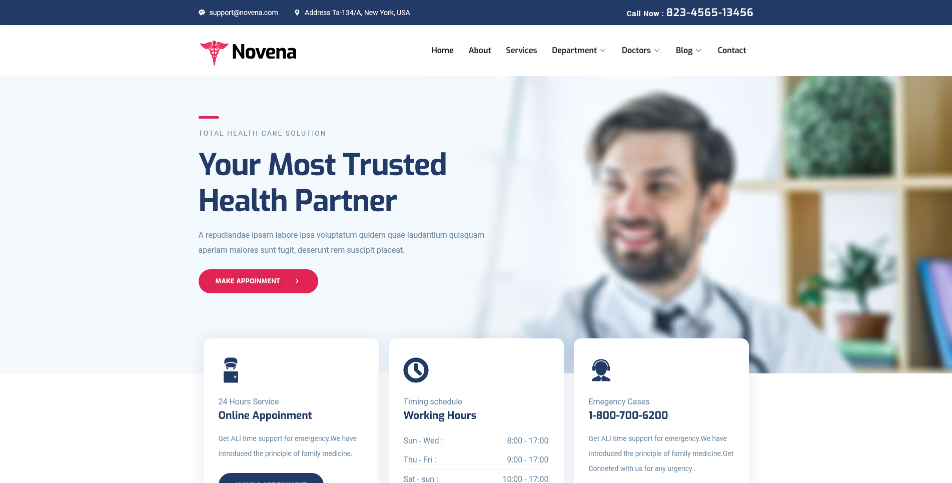 support@novena.com Address Ta-134/A, New York, USA Call Now : 823-4565-13456
Novena
Home About Services Department Doctors Blog Contact
TOTAL HEALTH CARE SOLUTION
Your Most Trusted
Health Partner
A repudiandae ipsam labore ipsa voluptatum quidem quae laudantium quisquam
aperiam maiores sunt fugit, deserunt rem suscipit placeat.
MAKE APPOINMENT
24 Hours Service
Online Appoinment
Get ALl time support for emergency.We have
introduced the principle of family medicine.
Timing schedule
Working Hours
Sun - Wed : 8:00 - 17:00
Thu - Fri : 9:00 - 17:00
Sat - sun : 10:00 - 17:00
Emegency Cases
1-800-700-6200
Get ALl time support for emergency.We have
introduced the principle of family medicine.Get
Conneted with us for any urgency .